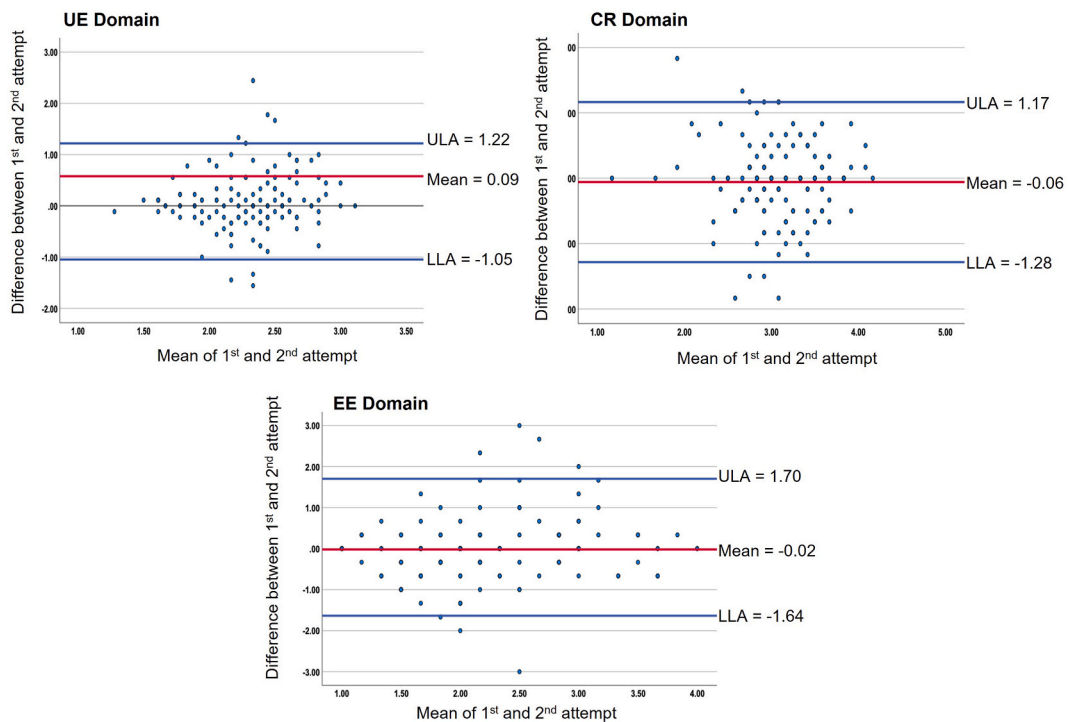 UE Domain
Difference between 1st and 2nd attempt
3.00
2.00
1.00
.00
-1.00
-2.00
ULA = 1.22
Mean = 0.09
LLA = -1.05
1.00 1.50 2.00 2.50 3.00 3.50
Mean of 1st and 2nd attempt
CR Domain
Difference between 1st and 2nd attempt
00
00
00
00
00
ULA = 1.17
Mean = -0.06
LLA = -1.28
1.00 2.00 3.00 4.00 5.00
Mean of 1st and 2nd attempt
EE Domain
Difference between 1st and 2nd attempt
3.00
2.00
1.00
.00
-1.00
-2.00
-3.00
ULA = 1.70
Mean = -0.02
LLA = -1.64
1.00 1.50 2.00 2.50 3.00 3.50 4.00
Mean of 1st and 2nd attempt